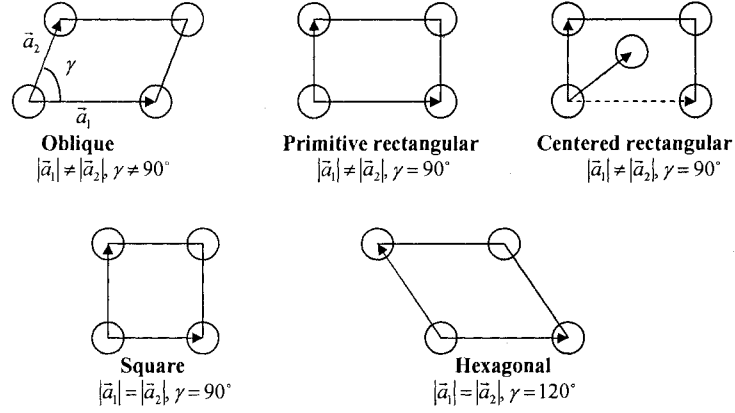 a⃗₂
γ
a⃗₁
Oblique
|a⃗₁| ≠ |a⃗₂|, γ ≠ 90°
Primitive rectangular
|a⃗₁| ≠ |a⃗₂|, γ = 90°
Centered rectangular
|a⃗₁| ≠ |a⃗₂|, γ = 90°
Square
|a⃗₁| = |a⃗₂|, γ = 90°
Hexagonal
|a⃗₁| = |a⃗₂|, γ = 120°